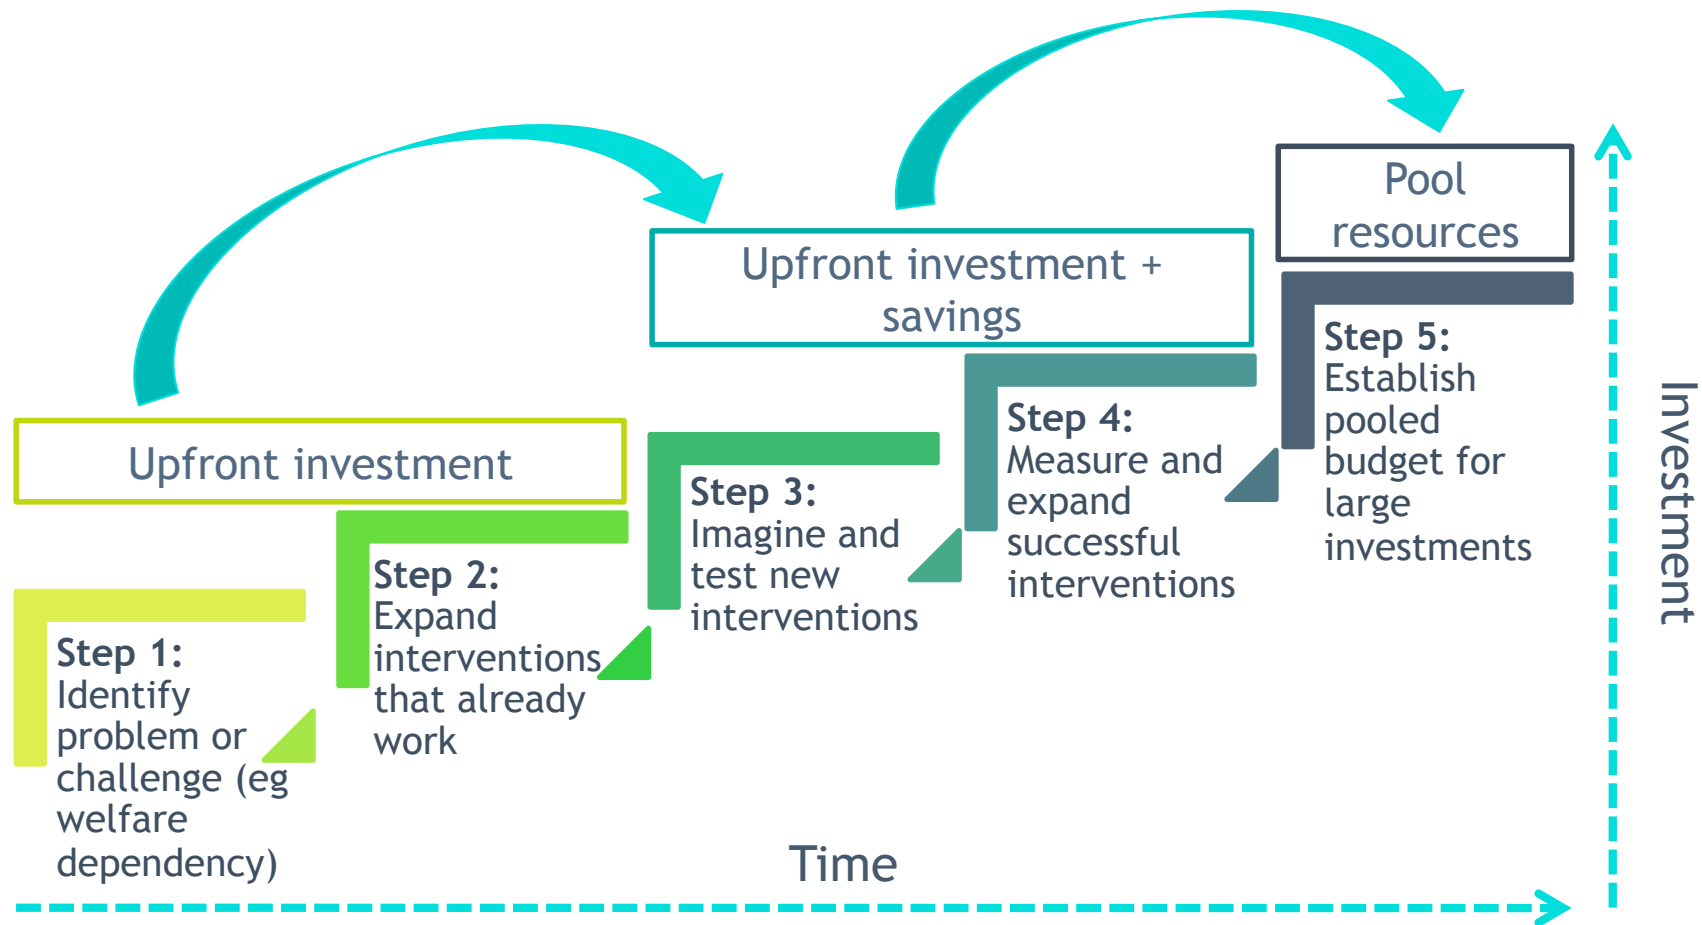 Upfront investment
Upfront investment +
savings
Pool
resources
Step 1:
Identify
problem or
challenge (eg
welfare
dependency)
Step 2:
Expand
interventions
that already
work
Step 3:
Imagine and
test new
interventions
Step 4:
Measure and
expand
successful
interventions
Step 5:
Establish
pooled
budget for
large
investments
Time
Investment